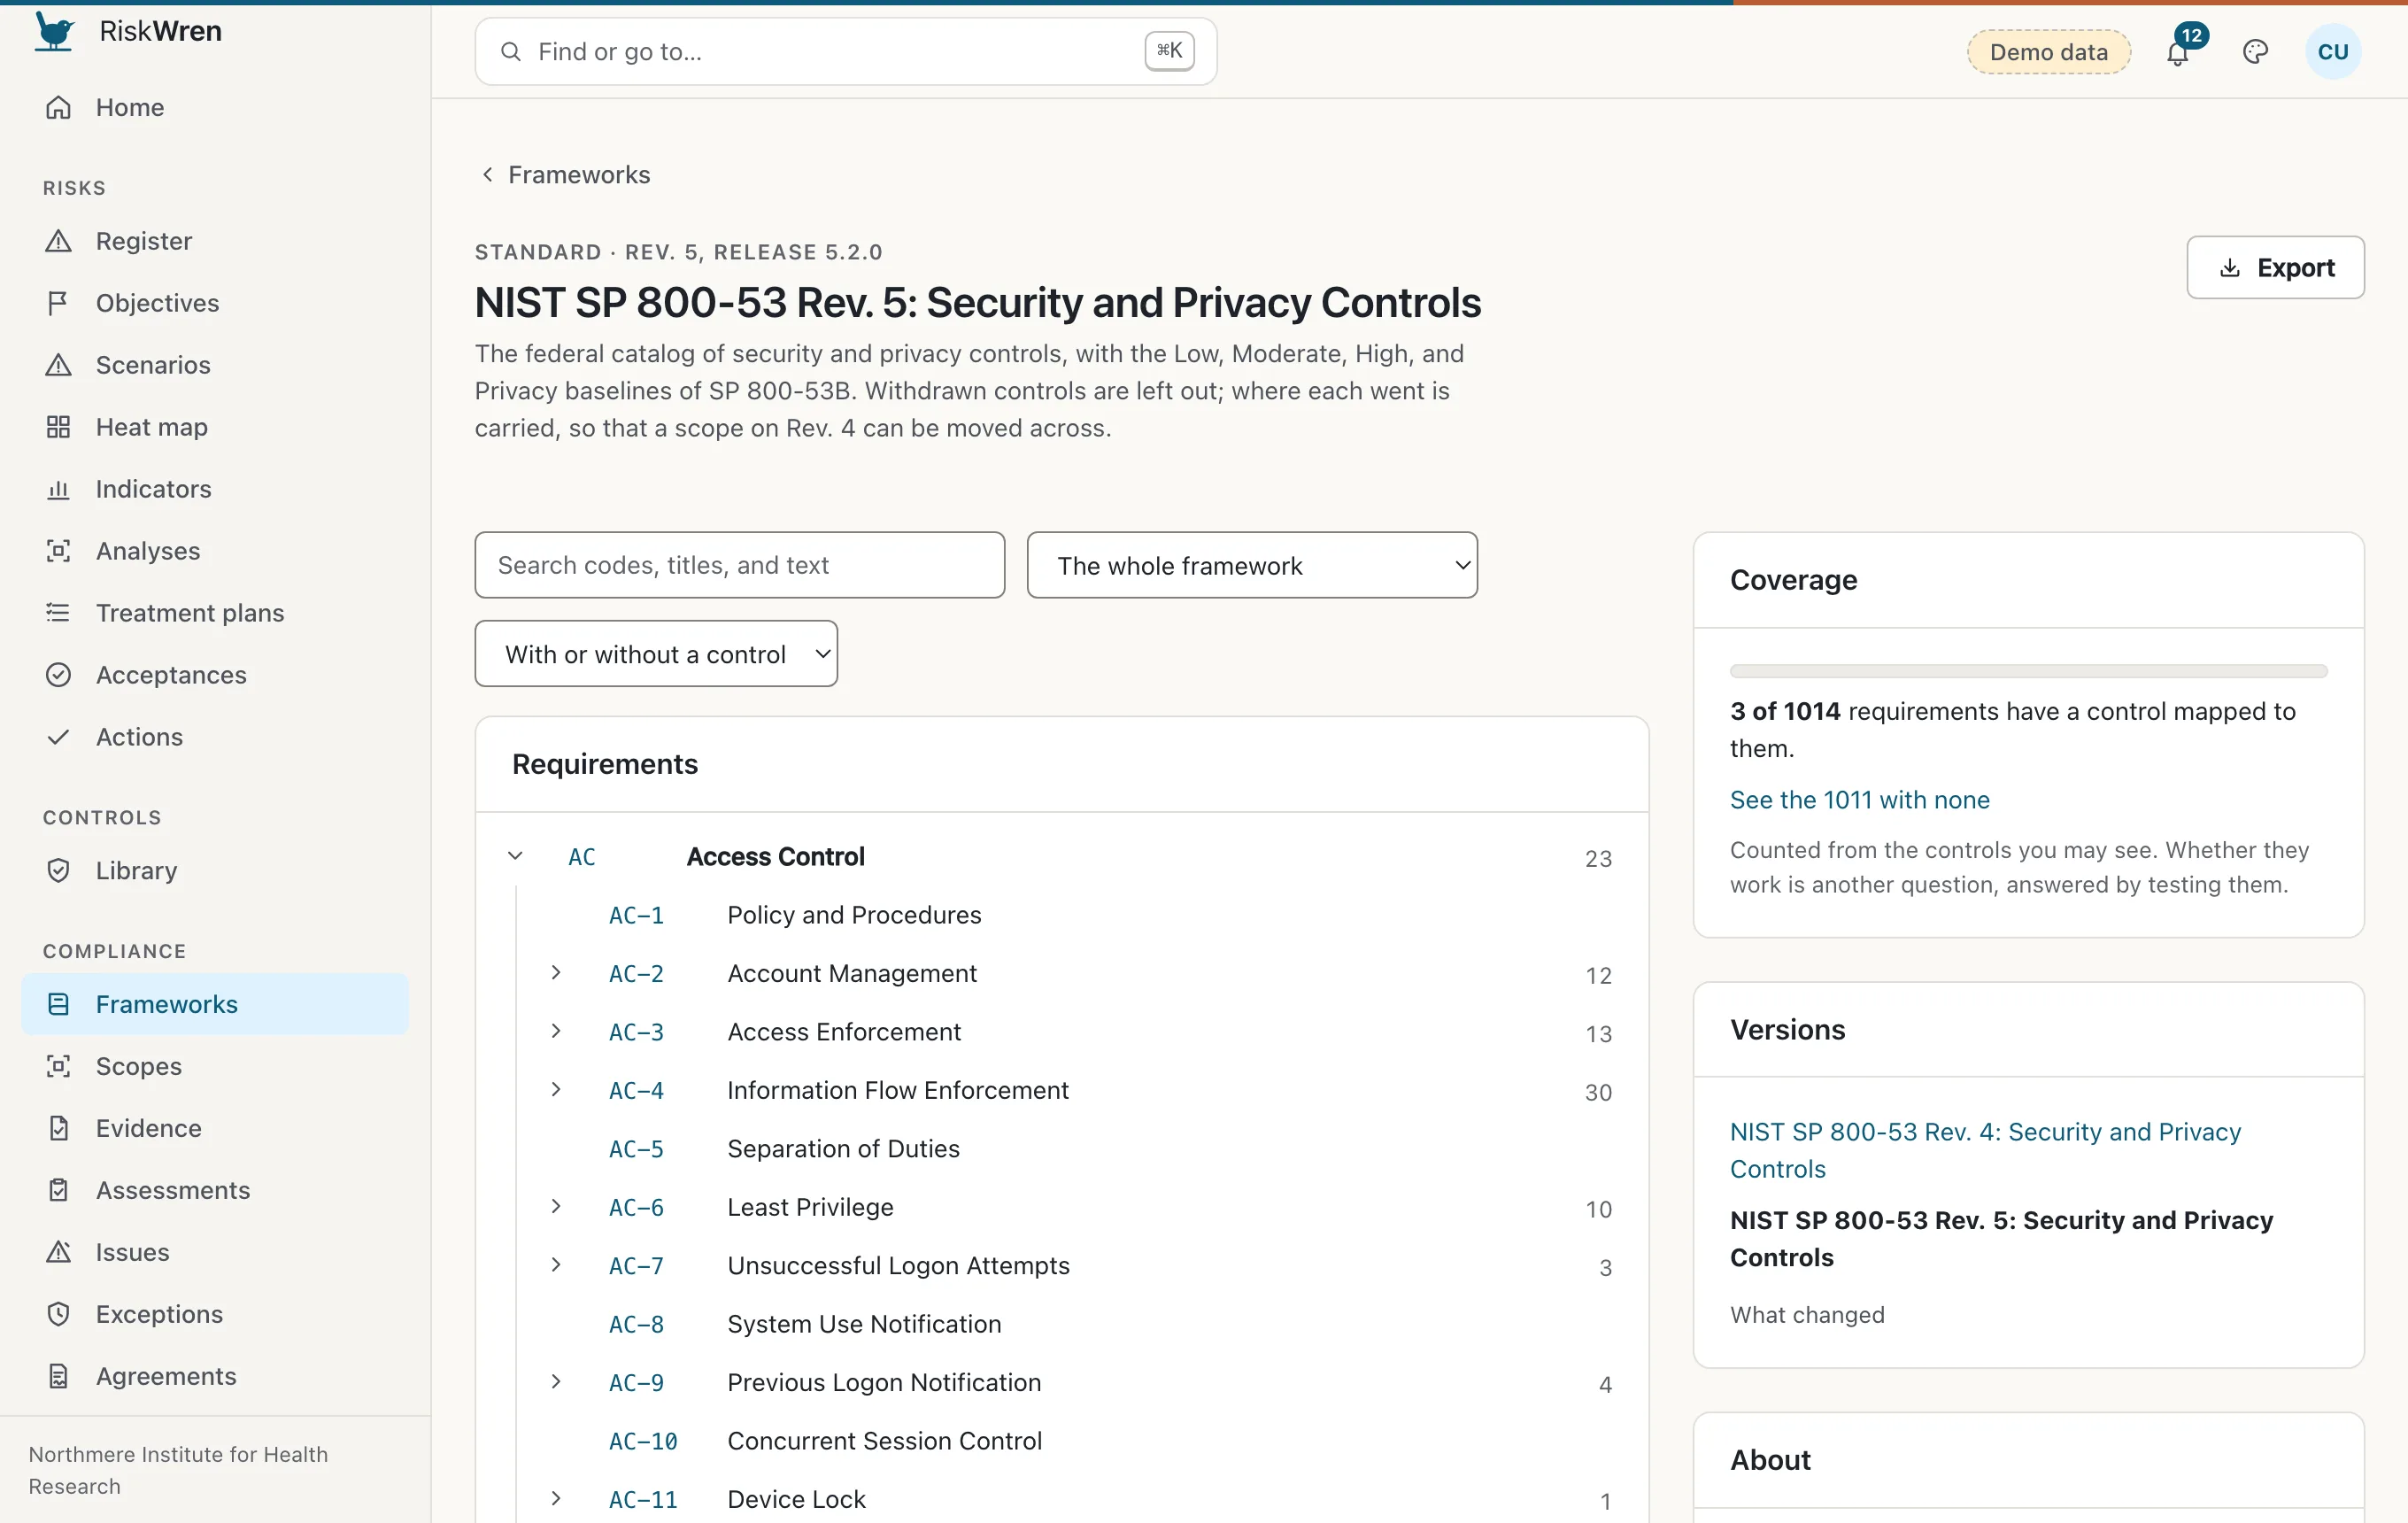 RiskWren
Find or go to...
⌘K
Demo data
12
CU
Home
RISKS
Register
Objectives
Scenarios
Heat map
Indicators
Analyses
Treatment plans
Acceptances
Actions
CONTROLS
Library
COMPLIANCE
Frameworks
Scopes
Evidence
Assessments
Issues
Exceptions
Agreements
Northmere Institute for Health
Research
Frameworks
STANDARD · REV. 5, RELEASE 5.2.0
NIST SP 800-53 Rev. 5: Security and Privacy Controls
The federal catalog of security and privacy controls, with the Low, Moderate, High, and
Privacy baselines of SP 800-53B. Withdrawn controls are left out; where each went is
carried, so that a scope on Rev. 4 can be moved across.
Export
Search codes, titles, and text
The whole framework
With or without a control
Requirements
AC Access Control 23
AC-1 Policy and Procedures
AC-2 Account Management 12
AC-3 Access Enforcement 13
AC-4 Information Flow Enforcement 30
AC-5 Separation of Duties
AC-6 Least Privilege 10
AC-7 Unsuccessful Logon Attempts 3
AC-8 System Use Notification
AC-9 Previous Logon Notification 4
AC-10 Concurrent Session Control
AC-11 Device Lock 1
Coverage
3 of 1014 requirements have a control mapped to
them.
See the 1011 with none
Counted from the controls you may see. Whether they
work is another question, answered by testing them.
Versions
NIST SP 800-53 Rev. 4: Security and Privacy
Controls
NIST SP 800-53 Rev. 5: Security and Privacy
Controls
What changed
About